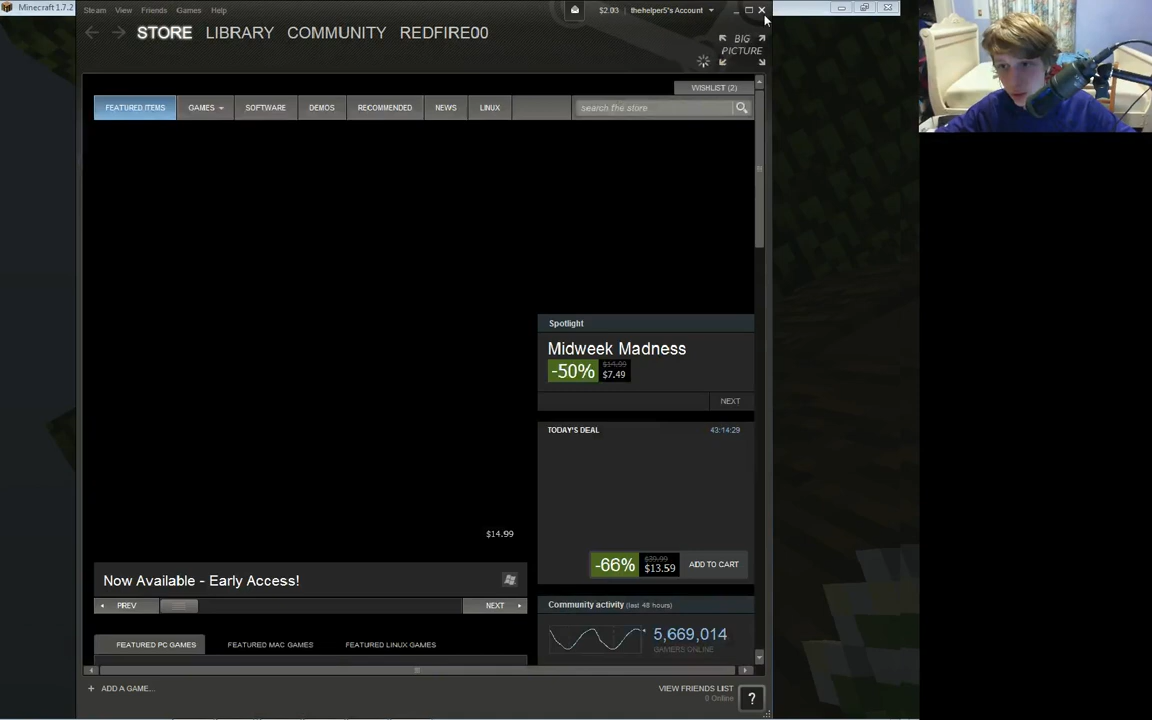 Minecraft 1.7.2
Steam View Friends Games Help
thehelper5's Account
STORE LIBRARY COMMUNITY REDFIRE00
BIG PICTURE
WISHLIST (2)
FEATURED ITEMS GAMES SOFTWARE DEMOS RECOMMENDED NEWS LINUX search the store
Spotlight
Midweek Madness
-50% $14.99 $7.49
NEXT
TODAY'S DEAL 43:14:29
$14.99
-66% $39.99 $13.59 ADD TO CART
Now Available - Early Access!
PREV NEXT
Community activity (last 48 hours)
5,669,014
GAMERS ONLINE
FEATURED PC GAMES FEATURED MAC GAMES FEATURED LINUX GAMES
+ ADD A GAME...
VIEW FRIENDS LIST
0 Online
?